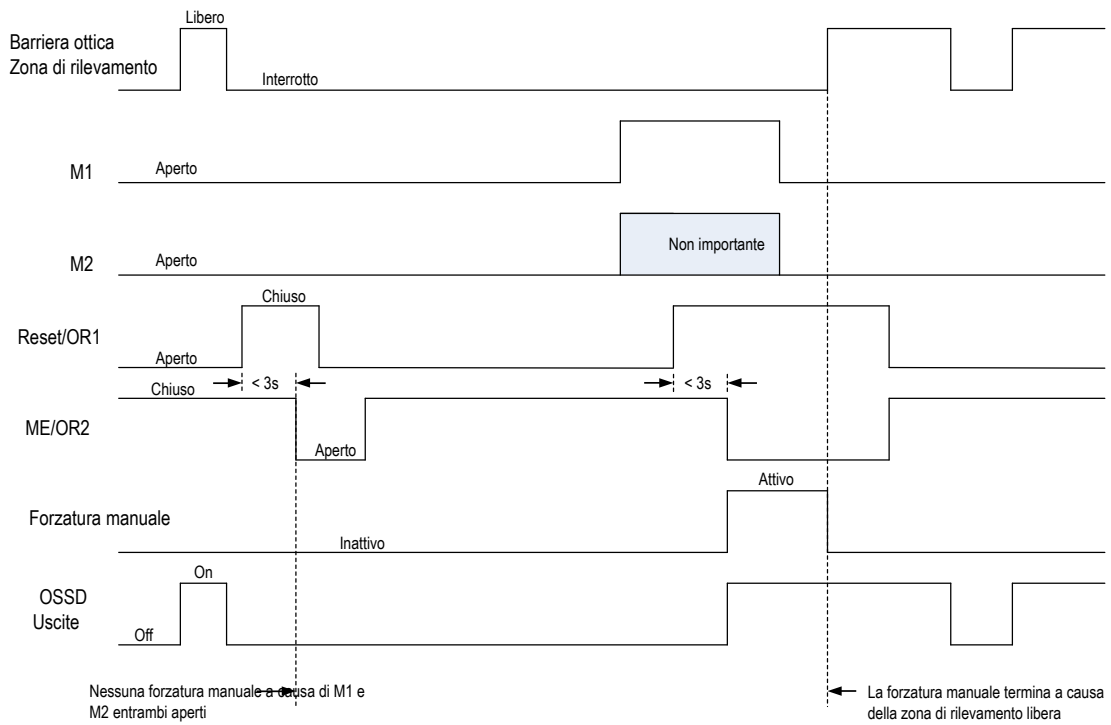 Libero
Barriera ottica
Zona di rilevamento
Interrotto
M1
Aperto
M2
Aperto
Non importante
Chiuso
Reset/OR1
Aperto
< 3s
< 3s
Chiuso
ME/OR2
Aperto
Attivo
Forzatura manuale
Inattivo
On
OSSD
Uscite
Off
Nessuna forzatura manuale a causa di M1 e
M2 entrambi aperti
La forzatura manuale termina a causa
della zona di rilevamento libera